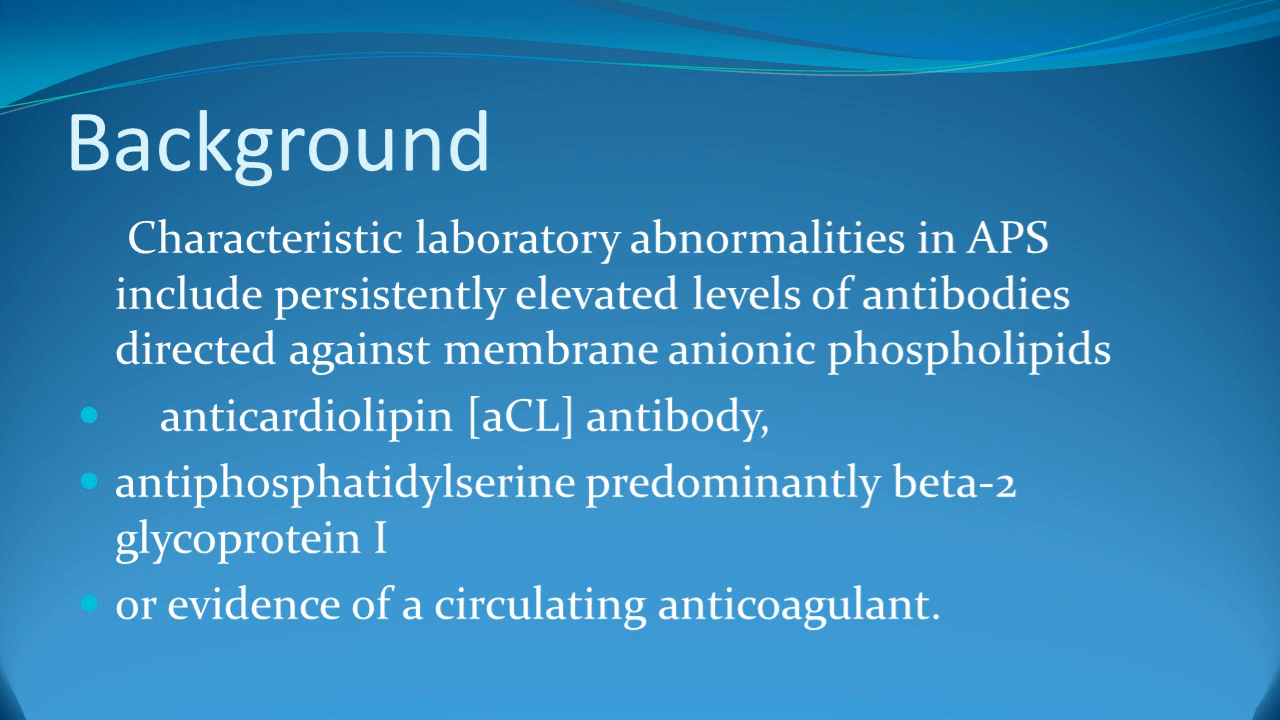 Background
Characteristic laboratory abnormalities in APS
include persistently elevated levels of antibodies
directed against membrane anionic phospholipids
• anticardiolipin [aCL] antibody,
• antiphosphatidylserine predominantly beta-2
glycoprotein I
• or evidence of a circulating anticoagulant.